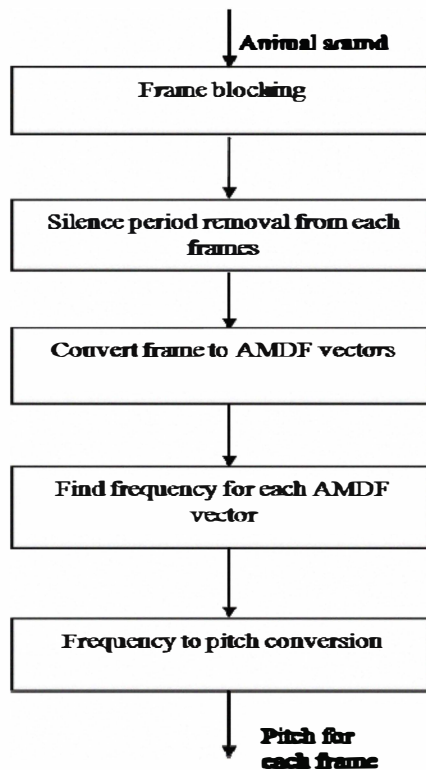 Animal sound
Frame blocking
Silence period removal from each
frames
Convert frame to AMDF vectors
Find frequency for each AMDF
vector
Frequency to pitch conversion
Pitch for
each frame